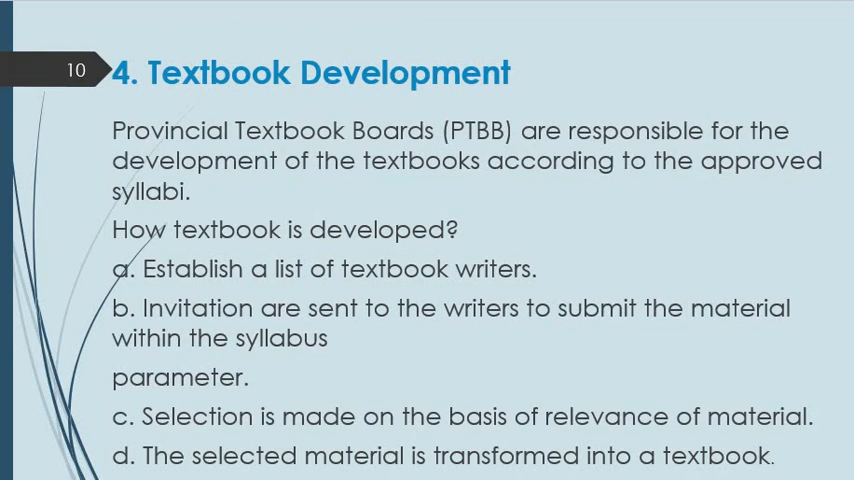 10
4. Textbook Development
Provincial Textbook Boards (PTBB) are responsible for the
development of the textbooks according to the approved
syllabi.
How textbook is developed?
a. Establish a list of textbook writers.
b. Invitation are sent to the writers to submit the material
within the syllabus
parameter.
c. Selection is made on the basis of relevance of material.
d. The selected material is transformed into a textbook.